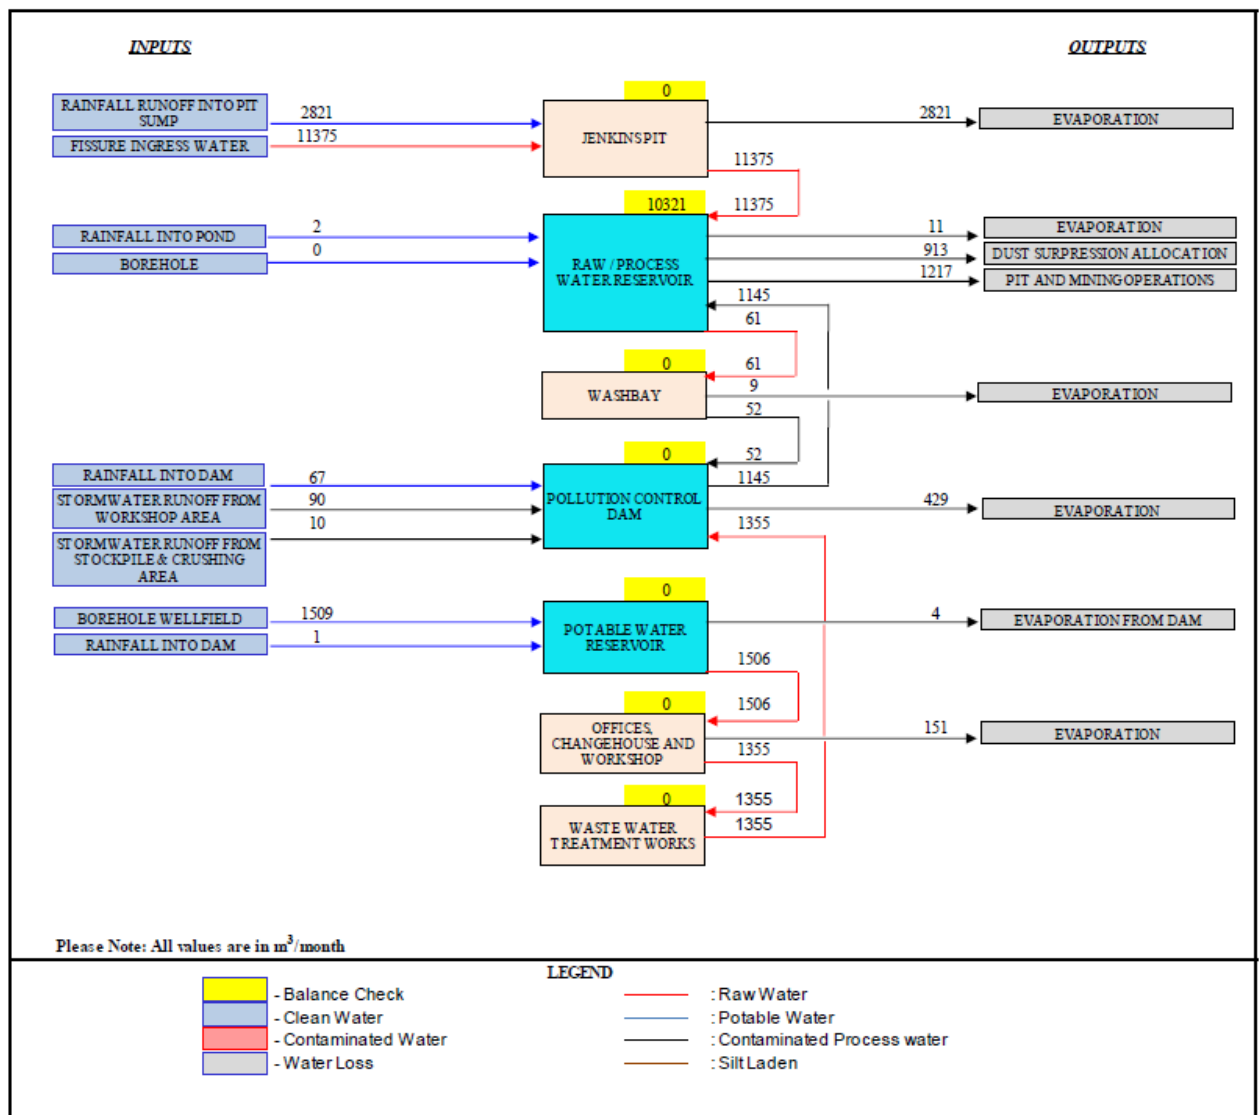 INPUTS
OUTPUTS
0
RAINFALL RUNOFF INTO PIT
SUMP
2821
FISSURE INGRESS WATER
11375
JENKINS PIT
2821
EVAPORATION
11375
10321
11375
RAINFALL INTO POND
2
BOREHOLE
0
RAW / PROCESS
WATER RESERVOIR
11
EVAPORATION
913
DUST SURPRESSION ALLOCATION
1217
PIT AND MINING OPERATIONS
1145
61
0
61
WASHBAY
9
EVAPORATION
52
0
52
RAINFALL INTO DAM
67
STORMWATER RUNOFF FROM
WORKSHOP AREA
90
10
STORMWATER RUNOFF FROM
STOCKPILE & CRUSHING
AREA
POLLUTION CONTROL
DAM
1145
429
EVAPORATION
1355
0
BOREHOLE WELLFIELD
1509
RAINFALL INTO DAM
1
POTABLE WATER
RESERVOIR
4
EVAPORATION FROM DAM
1506
0
1506
OFFICES,
CHANGEHOUSE AND
WORKSHOP
151
EVAPORATION
1355
0
1355
WASTE WATER
TREATMENT WORKS
1355
Please Note: All values are in m³/month
LEGEND
- Balance Check
- Clean Water
- Contaminated Water
- Water Loss
: Raw Water
: Potable Water
: Contaminated Process water
: Silt Laden